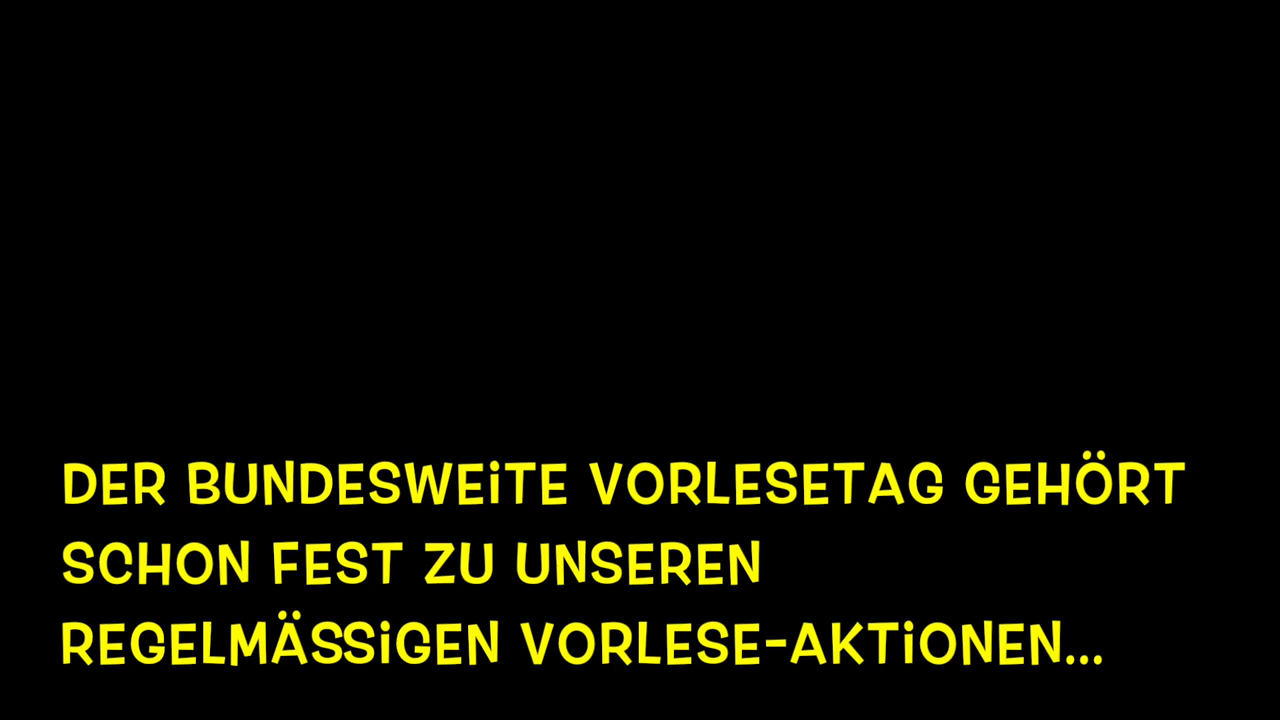 DER BUNDESWEiTE VORLESETAG GEHÖRT
SCHON FEST ZU UNSEREN
REGELMÄSSiGEN VORLESE-AKTiONEN...